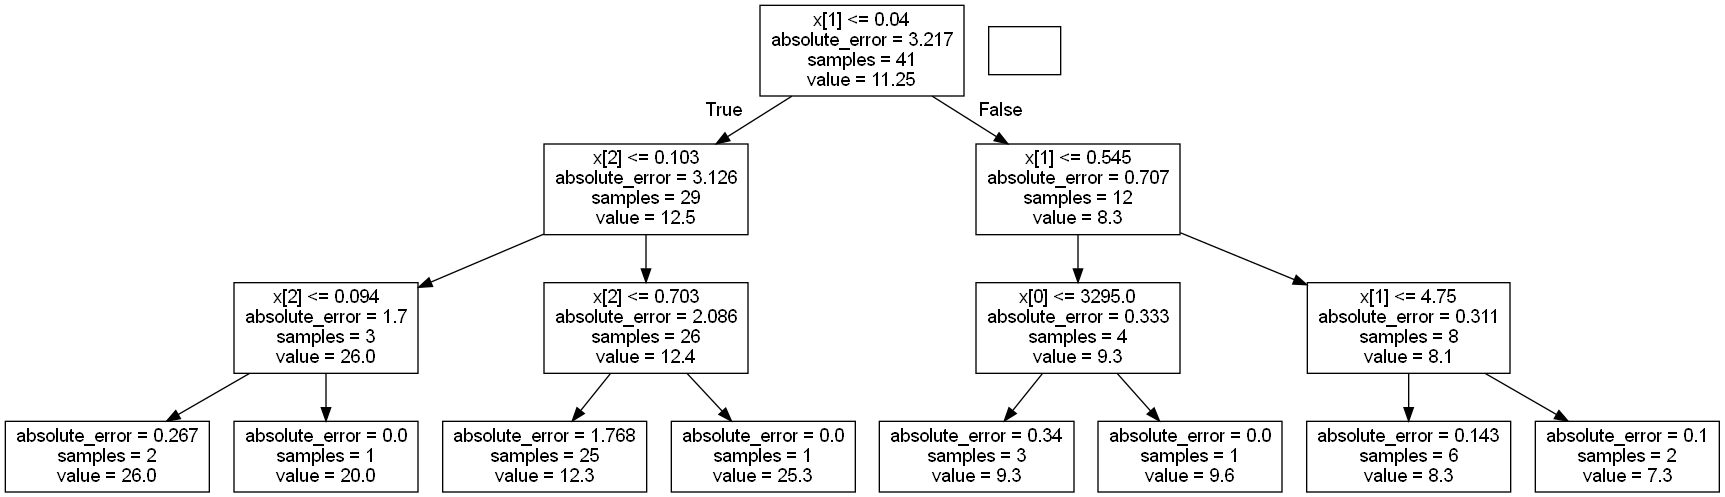 x[1] <= 0.04
absolute_error = 3.217
samples = 41
value = 11.25
True
False
x[2] <= 0.103
absolute_error = 3.126
samples = 29
value = 12.5
x[1] <= 0.545
absolute_error = 0.707
samples = 12
value = 8.3
x[2] <= 0.094
absolute_error = 1.7
samples = 3
value = 26.0
x[2] <= 0.703
absolute_error = 2.086
samples = 26
value = 12.4
x[0] <= 3295.0
absolute_error = 0.333
samples = 4
value = 9.3
x[1] <= 4.75
absolute_error = 0.311
samples = 8
value = 8.1
absolute_error = 0.267
samples = 2
value = 26.0
absolute_error = 0.0
samples = 1
value = 20.0
absolute_error = 1.768
samples = 25
value = 12.3
absolute_error = 0.0
samples = 1
value = 25.3
absolute_error = 0.34
samples = 3
value = 9.3
absolute_error = 0.0
samples = 1
value = 9.6
absolute_error = 0.143
samples = 6
value = 8.3
absolute_error = 0.1
samples = 2
value = 7.3